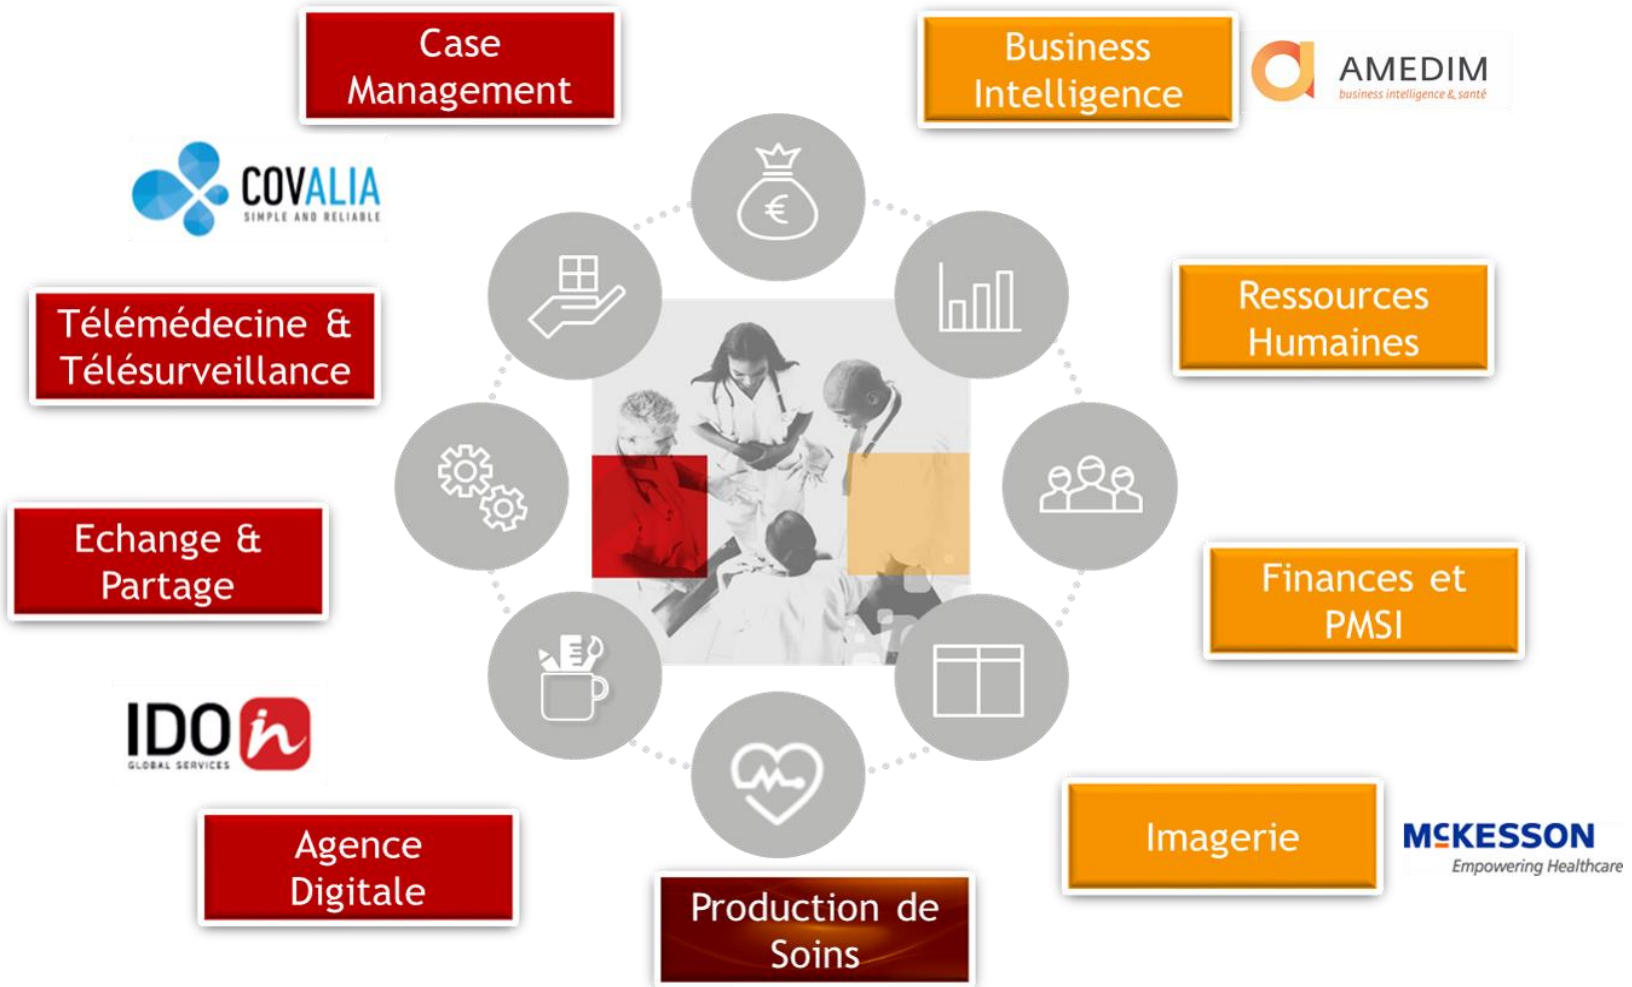 Case
Management
Business
Intelligence
AMEDIM
business intelligence & santé
COVALIA
SIMPLE AND RELIABLE
€
Télémédecine &
Télésurveillance
Ressources
Humaines
Echange &
Partage
Finances et
PMSI
IDO in
GLOBAL SERVICES
Agence
Digitale
Imagerie
MCKESSON
Empowering Healthcare
Production de
Soins